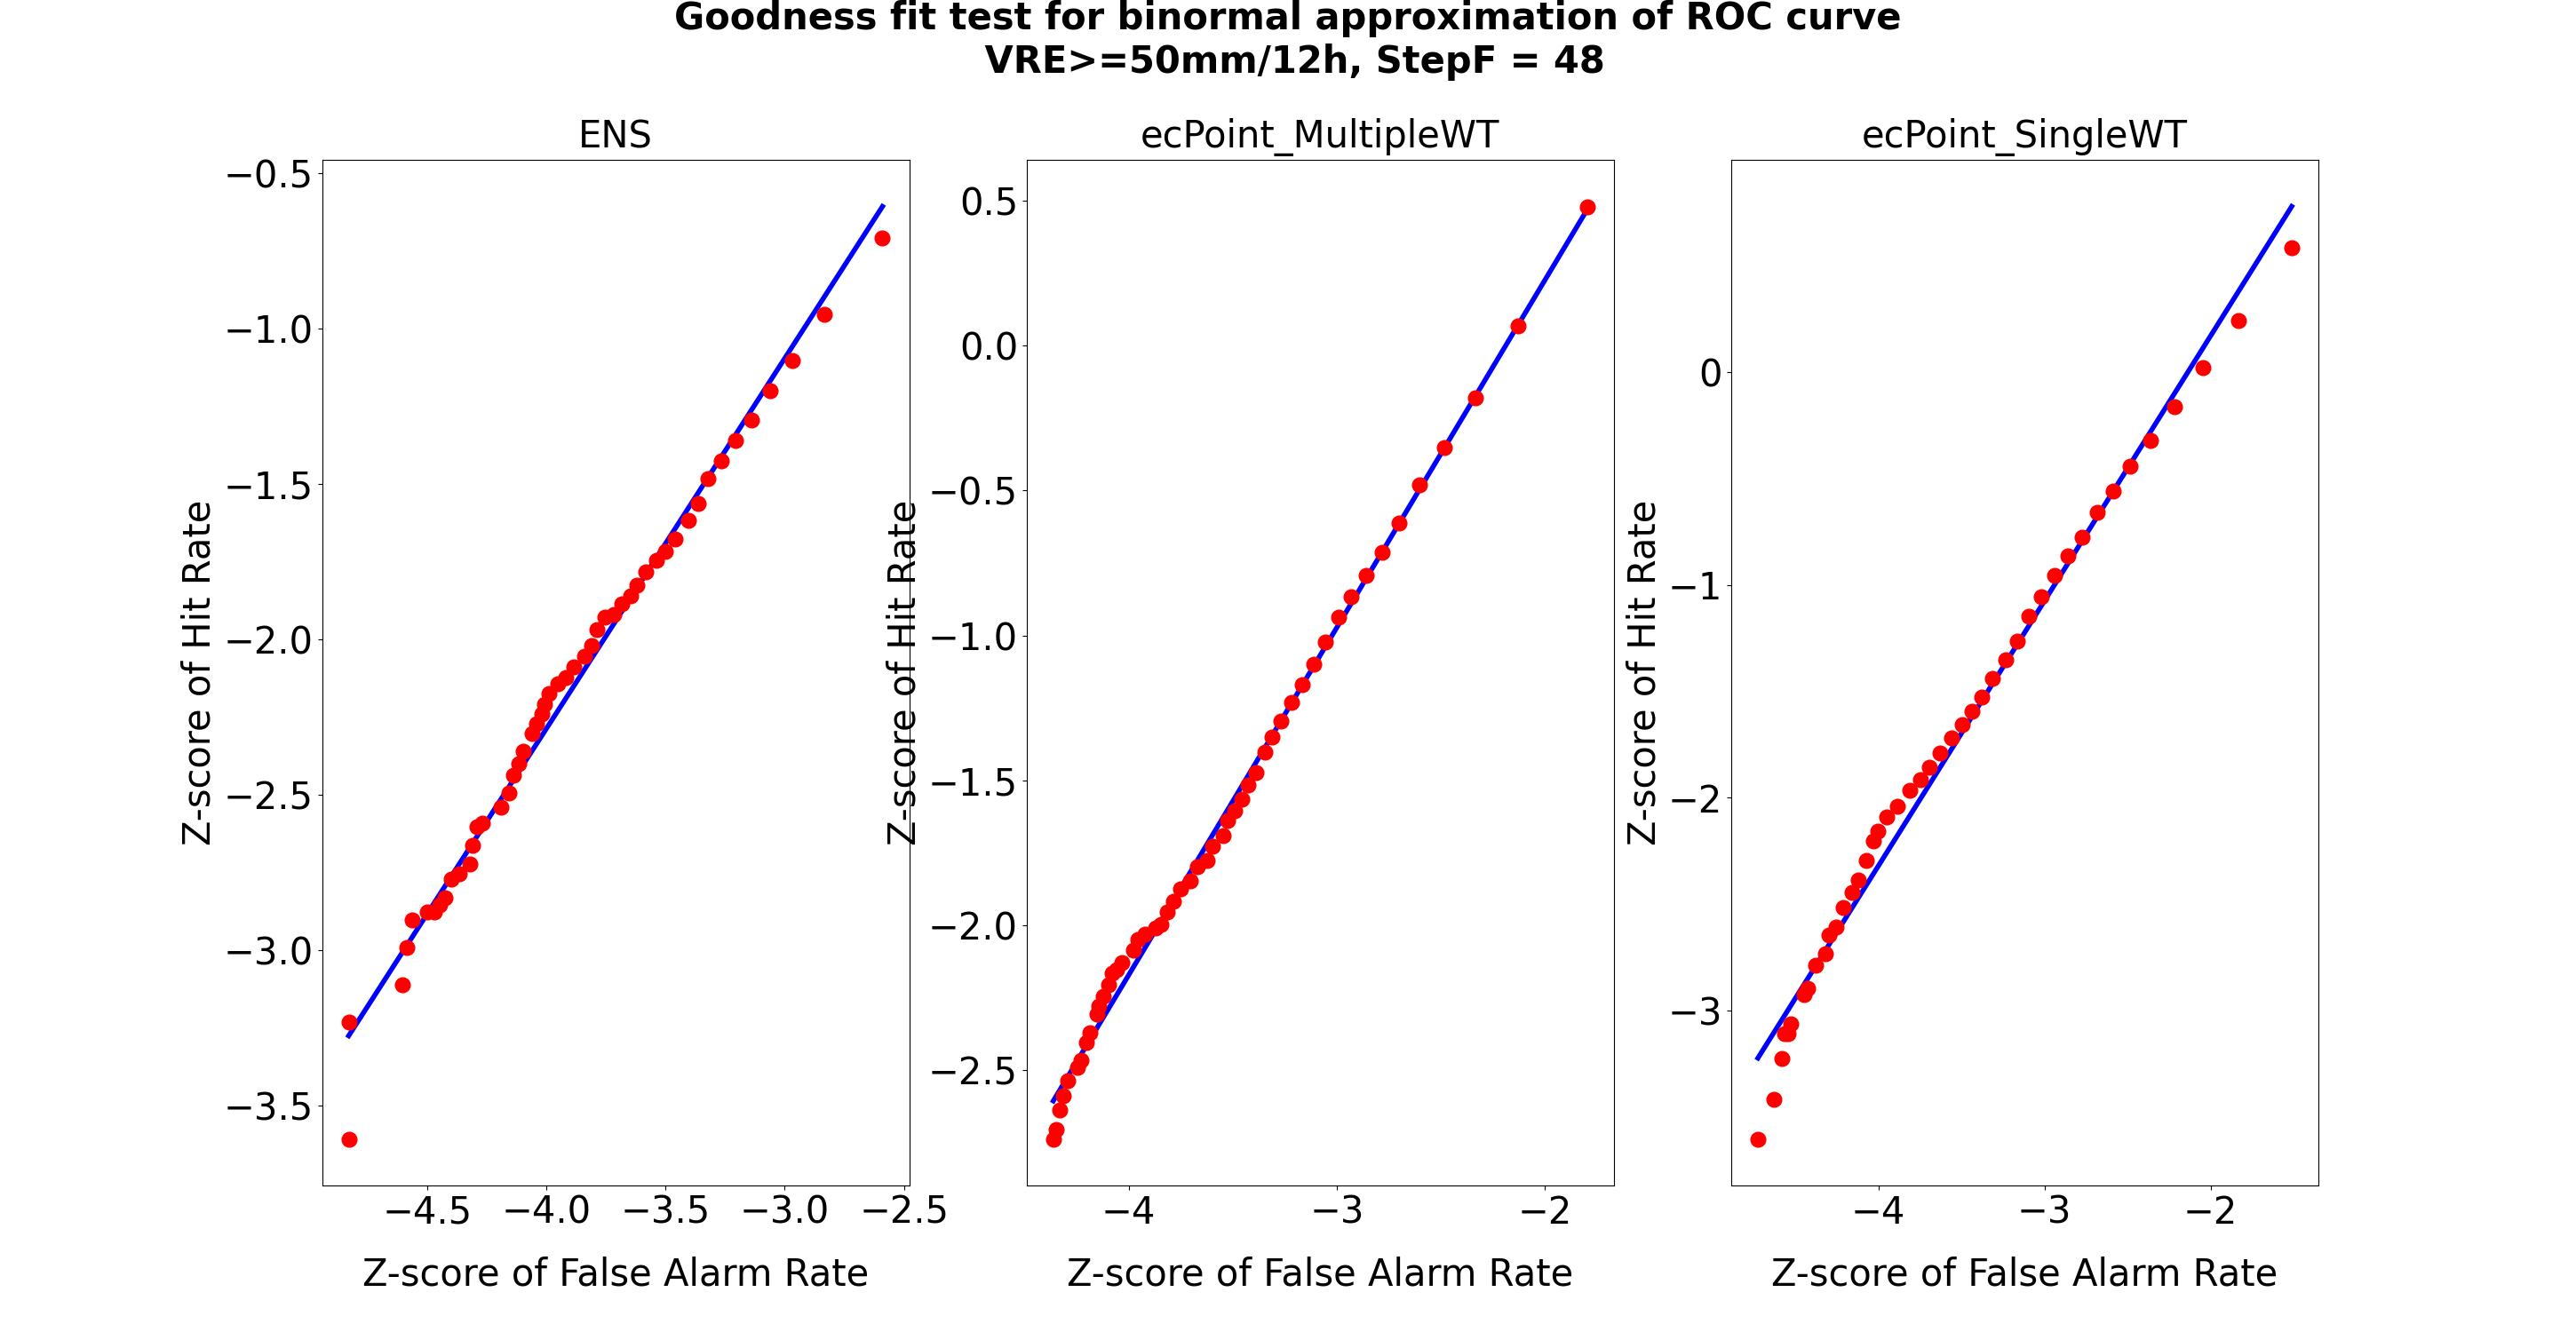 Goodness fit test for binormal approximation of ROC curve
VRE>=50mm/12h, StepF = 48
ENS
−0.5
−1.0
−1.5
−2.0
−2.5
−3.0
−3.5
Z-score of Hit Rate
−4.5 −4.0 −3.5 −3.0 −2.5
Z-score of False Alarm Rate
ecPoint_MultipleWT
0.5
0.0
−0.5
−1.0
−1.5
−2.0
−2.5
Z-score of Hit Rate
−4 −3 −2
Z-score of False Alarm Rate
ecPoint_SingleWT
0
−1
−2
−3
Z-score of Hit Rate
−4 −3 −2
Z-score of False Alarm Rate